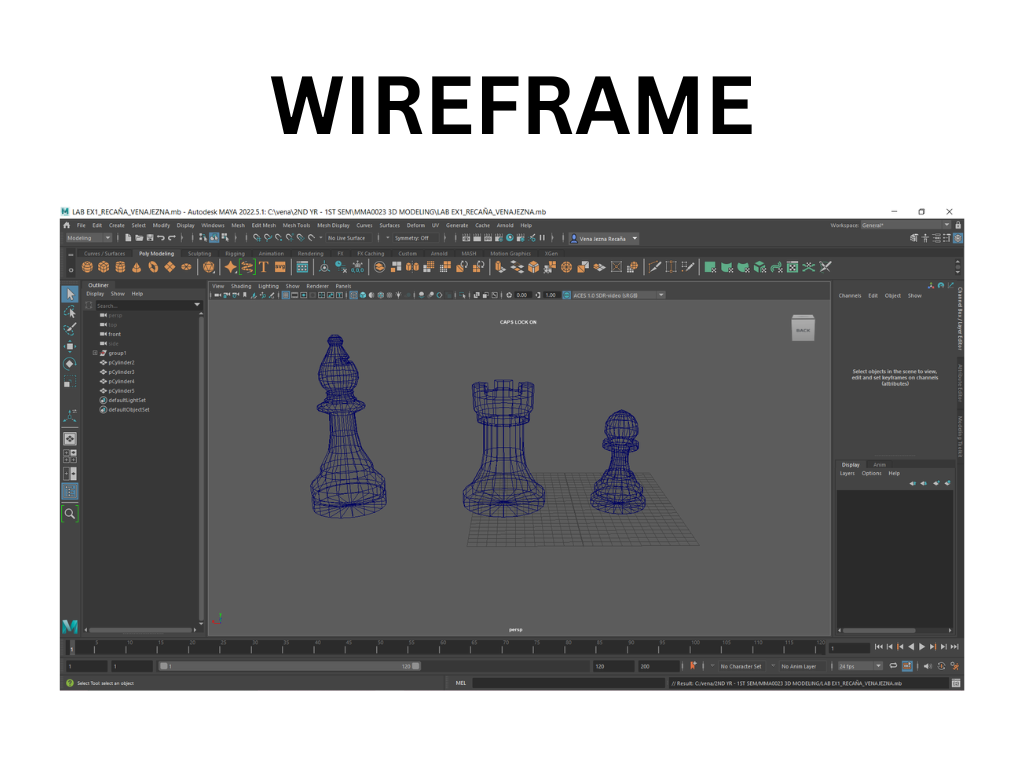 WIREFRAME
LAB EX1_RECAÑA_VENAJEZNA.mb - Autodesk MAYA 2022.5.1: C:\vena\2ND YR - 1ST SEM\MMA0023 3D MODELING\LAB EX1_RECAÑA_VENAJEZNA.mb
File Edit Create Select Modify Display Windows Mesh Edit Mesh Mesh Tools Mesh Display Curves Surfaces Deform UV Generate Cache Arnold Help
Workspace: General*
Modeling No Live Surface Symmetry: Off Vena Jezna Recaña
Curves / Surfaces Poly Modeling Sculpting Rigging Animation Rendering FX FX Caching Custom Arnold MASH Motion Graphics XGen
Outliner
Display Show Help
Search...
persp
top
front
side
group1
pCylinder2
pCylinder3
pCylinder4
pCylinder5
defaultLightSet
defaultObjectSet
View Shading Lighting Show Renderer Panels
0.00 1.00 ACES 1.0 SDR-video (sRGB)
CAPS LOCK ON
BACK
persp
Channels Edit Object Show
Select objects in the scene to view,
edit and set keyframes on channels
(attributes)
Channel Box / Layer Editor
Attribute Editor
Modeling Toolkit
Display Anim
Layers Options Help
5 10 15 20 25 30 35 40 45 50 55 60 65 70 75 80 85 90 95 100 105 110 115 120
1
1 1 1 120 120 200 No Character Set No Anim Layer 24 fps
Select Tool: select an object
MEL
// Result: C:/vena/2ND YR - 1ST SEM/MMA0023 3D MODELING/LAB EX1_RECAÑA_VENAJEZNA.mb